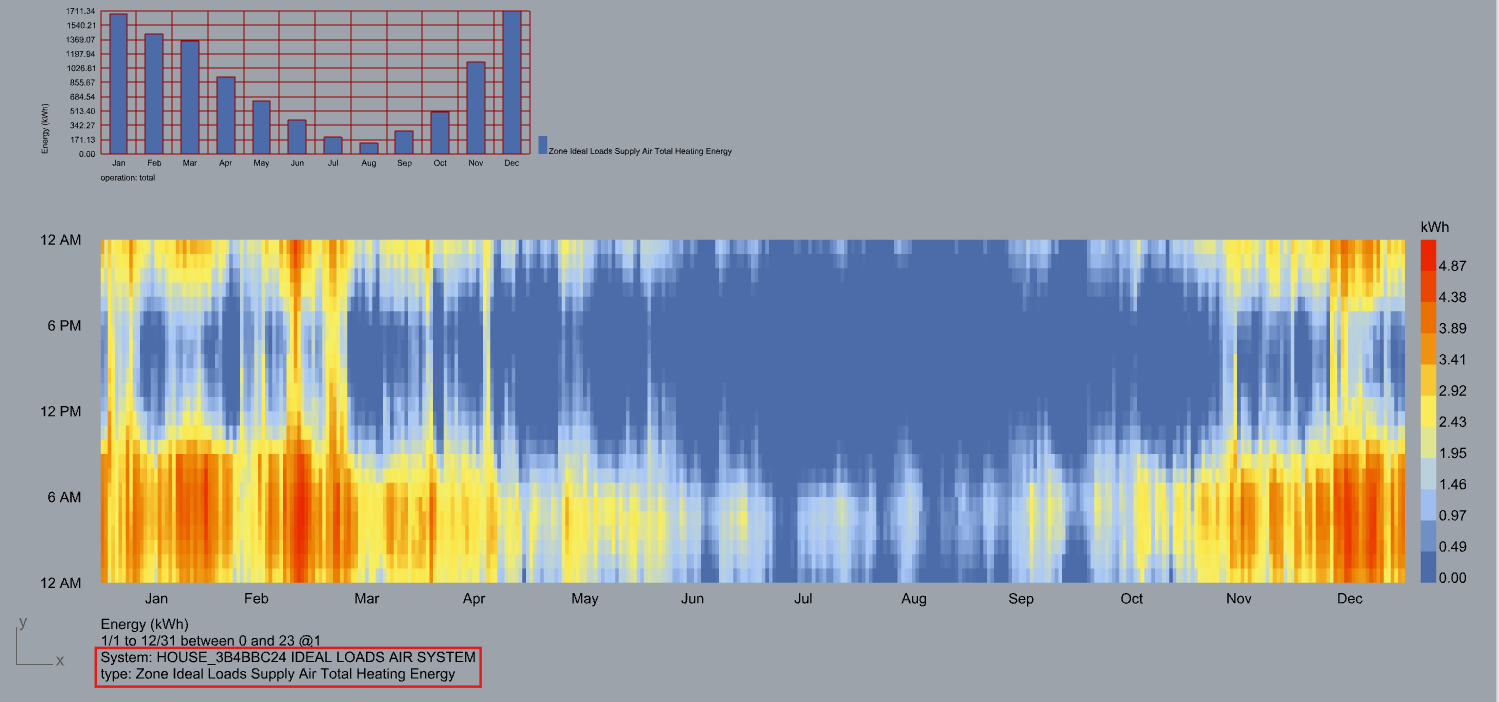 1711.34
1540.21
1369.07
1197.94
1026.81
855.67
684.54
513.40
342.27
171.13
0.00
Energy (kWh)
Jan Feb Mar Apr May Jun Jul Aug Sep Oct Nov Dec
Zone Ideal Loads Supply Air Total Heating Energy
operation: total
kWh
12 AM
6 PM
12 PM
6 AM
12 AM
4.87
4.38
3.89
3.41
2.92
2.43
1.95
1.46
0.97
0.49
0.00
Jan Feb Mar Apr May Jun Jul Aug Sep Oct Nov Dec
Energy (kWh)
1/1 to 12/31 between 0 and 23 @1
System: HOUSE_3B4BBC24 IDEAL LOADS AIR SYSTEM
type: Zone Ideal Loads Supply Air Total Heating Energy
y
x